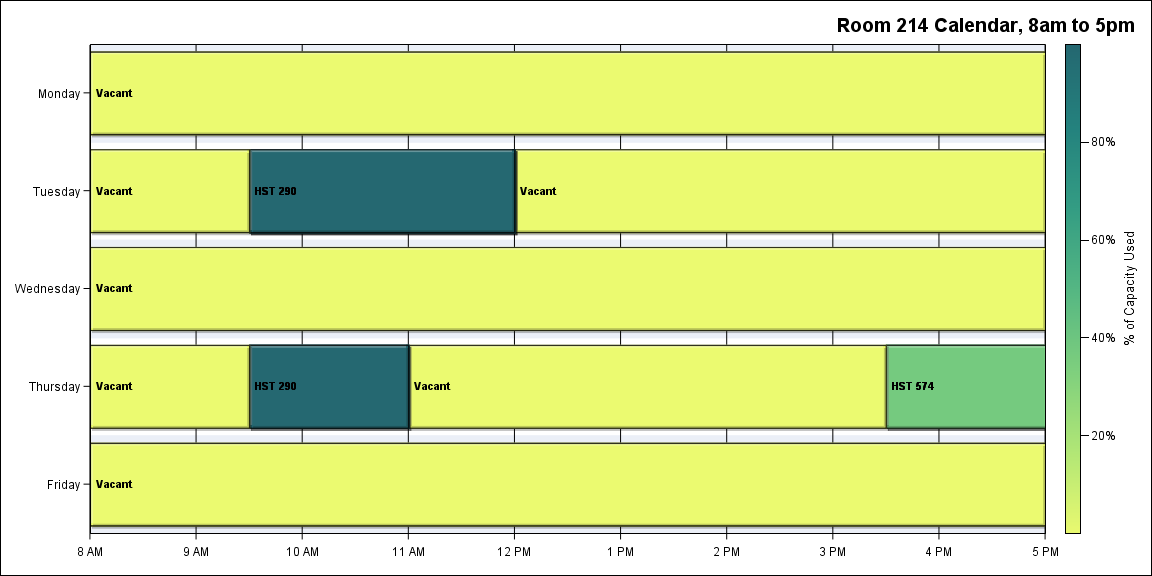 Room 214 Calendar, 8am to 5pm
Monday
Vacant
Tuesday
Vacant
HST 290
Vacant
Wednesday
Vacant
Thursday
Vacant
HST 290
Vacant
HST 574
Friday
Vacant
8 AM
9 AM
10 AM
11 AM
12 PM
1 PM
2 PM
3 PM
4 PM
5 PM
80%
60%
40%
20%
% of Capacity Used